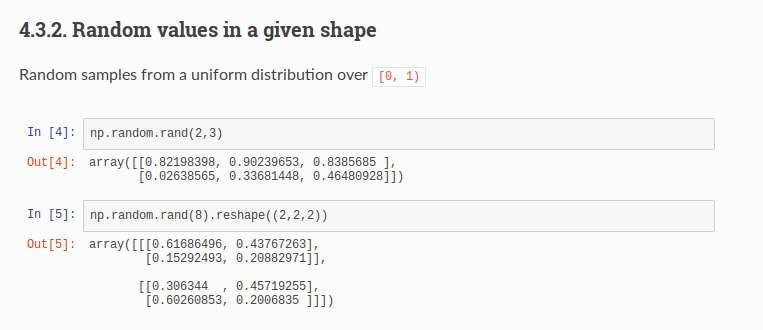 4.3.2. Random values in a given shape
Random samples from a uniform distribution over [0, 1)
In [4]: np.random.rand(2,3)
Out[4]: array([[0.82198398, 0.90239653, 0.8385685 ],
[0.02638565, 0.33681448, 0.46480928]])
In [5]: np.random.rand(8).reshape((2,2,2))
Out[5]: array([[[0.61686496, 0.43767263],
[0.15292493, 0.20882971]],
[[0.306344  , 0.45719255],
[0.60260853, 0.2006835 ]]])